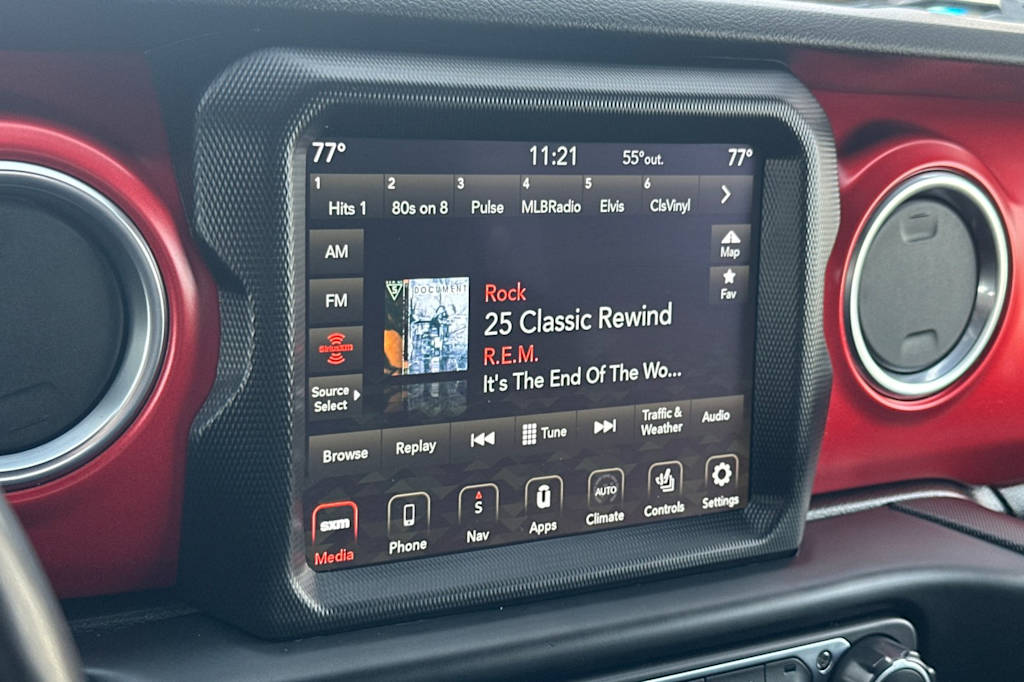 77° 11:21 55°out. 77°
1 2 3 4 5 6
Hits 1 80s on 8 Pulse MLBRadio Elvis ClsVinyl
AM
Map
FM
Fav
SiriusXM
DOCUMENT
Rock
25 Classic Rewind
R.E.M.
It's The End Of The Wo...
Source
Select
Browse Replay Tune Traffic & Audio
Weather
sxm S U AUTO
Media Phone Nav Apps Climate Controls Settings